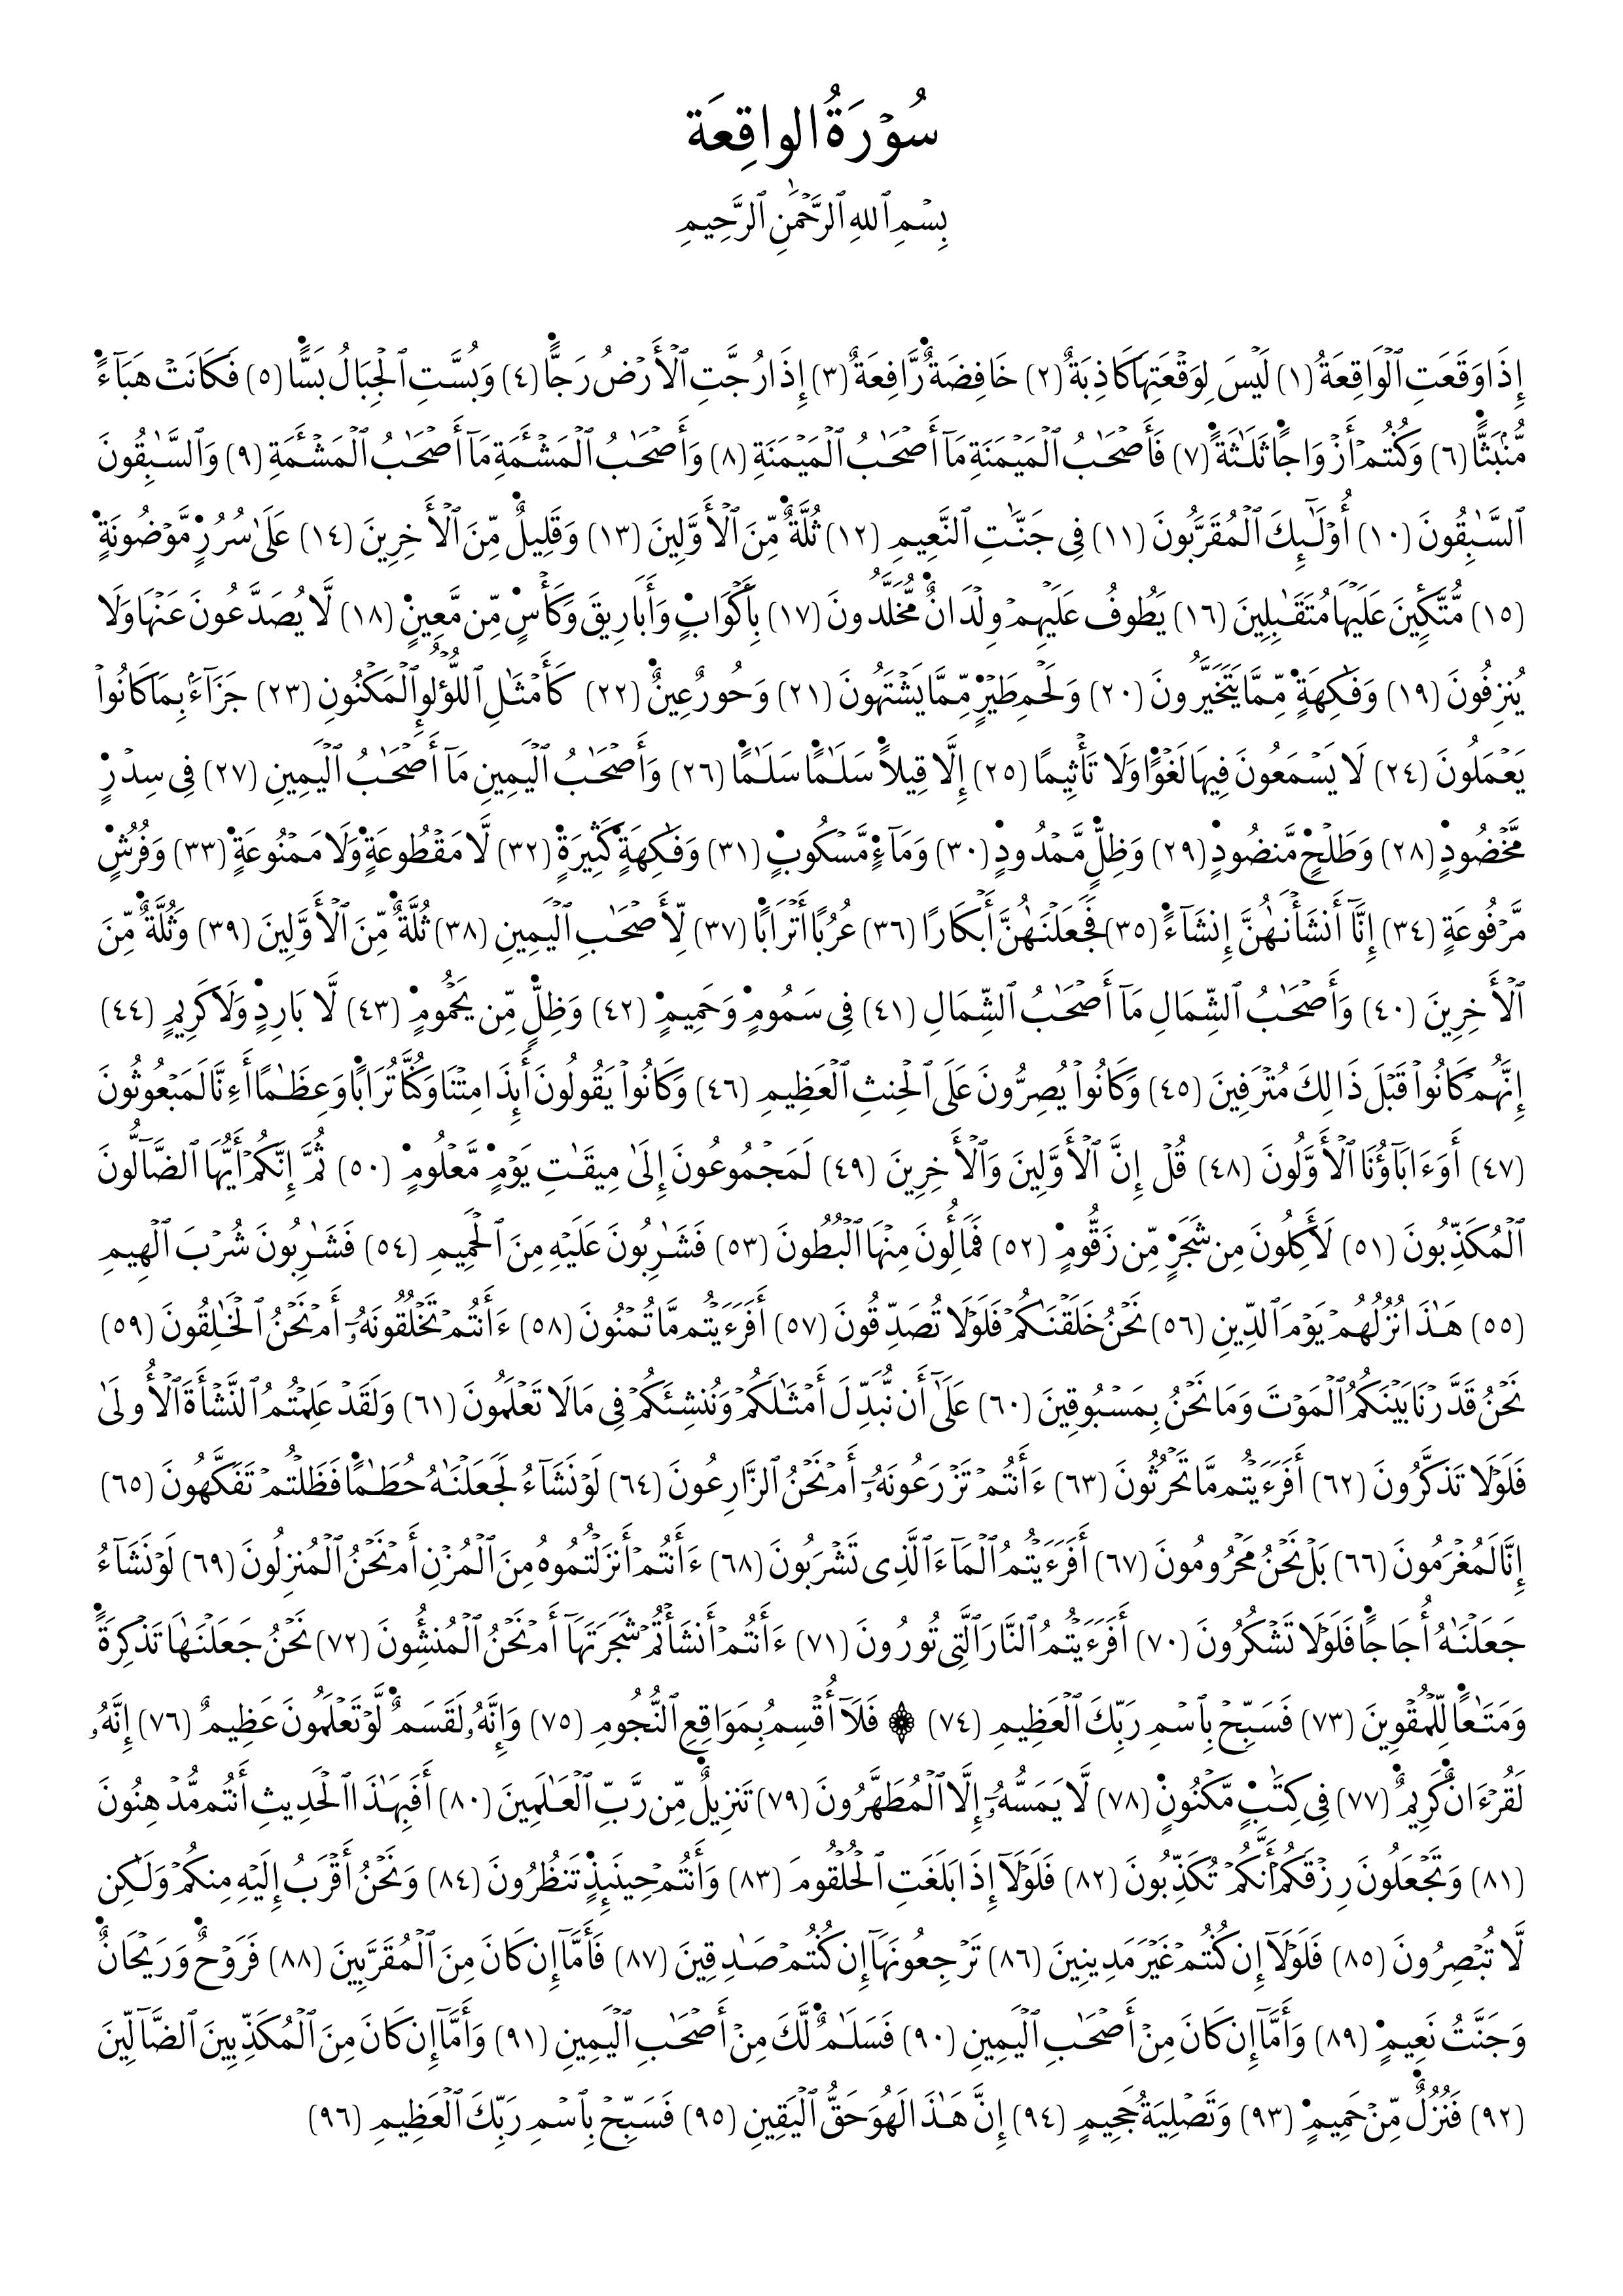 سُوۡرَةُ الواقِعَة
بِسۡمِ ٱللهِ ٱلرَّحۡمَٰنِ ٱلرَّحِيمِ
إِذَا وَقَعَتِ ٱلۡوَاقِعَةُ (١) لَيۡسَ لِوَقۡعَتِهَا كَاذِبَةٌ (٢) خَافِضَةٌ رَّافِعَةٌ (٣) إِذَا رُجَّتِ ٱلۡأَرۡضُ رَجًّا (٤) وَبُسَّتِ ٱلۡجِبَالُ بَسًّا (٥) فَكَانَتۡ هَبَآءً
مُّنۢبَثًّا (٦) وَكُنتُمۡ أَزۡوَاجًا ثَلَـٰثَةً (٧) فَأَصۡحَـٰبُ ٱلۡمَيۡمَنَةِ مَآ أَصۡحَـٰبُ ٱلۡمَيۡمَنَةِ (٨) وَأَصۡحَـٰبُ ٱلۡمَشۡـَٔمَةِ مَآ أَصۡحَـٰبُ ٱلۡمَشۡـَٔمَةِ (٩) وَٱلسَّـٰبِقُونَ
ٱلسَّـٰبِقُونَ (١٠) أُوْلَـٰٓئِكَ ٱلۡمُقَرَّبُونَ (١١) فِى جَنَّـٰتِ ٱلنَّعِيمِ (١٢) ثُلَّةٌ مِّنَ ٱلۡأَوَّلِينَ (١٣) وَقَلِيلٌ مِّنَ ٱلۡأَخِرِينَ (١٤) عَلَىٰ سُرُرٍ مَّوۡضُونَةٍ
(١٥) مُّتَّكِـِٔينَ عَلَيۡہَا مُتَقَـٰبِلِينَ (١٦) يَطُوفُ عَلَيۡہِمۡ وِلۡدَانٌ مُّخَلَّدُونَ (١٧) بِأَكۡوَابٍ وَأَبَارِيقَ وَكَأۡسٍ مِّن مَّعِينٍ (١٨) لَّا يُصَدَّعُونَ عَنۡہَا وَلَا
يُنزِفُونَ (١٩) وَفَـٰكِهَةٍ مِّمَّا يَتَخَيَّرُونَ (٢٠) وَلَحۡمِ طَيۡرٍ مِّمَّا يَشۡتَہُونَ (٢١) وَحُورٌ عِينٌ (٢٢) كَأَمۡثَـٰلِ ٱللُّؤۡلُوِٕ ٱلۡمَكۡنُونِ (٢٣) جَزَآءَۢ بِمَا كَانُواْ
يَعۡمَلُونَ (٢٤) لَا يَسۡمَعُونَ فِيہَا لَغۡوًا وَلَا تَأۡثِيمًا (٢٥) إِلَّا قِيلاً سَلَـٰمًا سَلَـٰمًا (٢٦) وَأَصۡحَـٰبُ ٱلۡيَمِينِ مَآ أَصۡحَـٰبُ ٱلۡيَمِينِ (٢٧) فِى سِدۡرٍ
مَّخۡضُودٍ (٢٨) وَطَلۡحٍ مَّنضُودٍ (٢٩) وَظِلٍّ مَّمۡدُودٍ (٣٠) وَمَآءٍ مَّسۡكُوبٍ (٣١) وَفَـٰكِهَةٍ كَثِيرَةٍ (٣٢) لَّا مَقۡطُوعَةٍ وَلَا مَمۡنُوعَةٍ (٣٣) وَفُرُشٍ
مَّرۡفُوعَةٍ (٣٤) إِنَّآ أَنشَأۡنَـٰهُنَّ إِنشَآءً (٣٥) فَجَعَلۡنَـٰهُنَّ أَبۡكَارًا (٣٦) عُرُبًا أَتۡرَابًا (٣٧) لِّأَصۡحَـٰبِ ٱلۡيَمِينِ (٣٨) ثُلَّةٌ مِّنَ ٱلۡأَوَّلِينَ (٣٩) وَثُلَّةٌ مِّنَ
ٱلۡأَخِرِينَ (٤٠) وَأَصۡحَـٰبُ ٱلشِّمَالِ مَآ أَصۡحَـٰبُ ٱلشِّمَالِ (٤١) فِى سَمُومٍ وَحَمِيمٍ (٤٢) وَظِلٍّ مِّن يَحۡمُومٍ (٤٣) لَّا بَارِدٍ وَلَا كَرِيمٍ (٤٤)
إِنَّہُمۡ كَانُواْ قَبۡلَ ذَالِكَ مُتۡرَفِينَ (٤٥) وَكَانُواْ يُصِرُّونَ عَلَى ٱلۡحِنثِ ٱلۡعَظِيمِ (٤٦) وَكَانُواْ يَقُولُونَ أَٮِٕذَا مِتۡنَا وَكُنَّا تُرَابًا وَعِظَـٰمًا أَءِنَّا لَمَبۡعُوثُونَ
(٤٧) أَوَءَابَآؤُنَا ٱلۡأَوَّلُونَ (٤٨) قُلۡ إِنَّ ٱلۡأَوَّلِينَ وَٱلۡأَخِرِينَ (٤٩) لَمَجۡمُوعُونَ إِلَىٰ مِيقَـٰتِ يَوۡمٍ مَّعۡلُومٍ (٥٠) ثُمَّ إِنَّكُمۡ أَيُّہَا ٱلضَّآلُّونَ
ٱلۡمُكَذِّبُونَ (٥١) لَأَكِلُونَ مِن شَجَرٍ مِّن زَقُّومٍ (٥٢) فَمَالِـُٔونَ مِنۡہَا ٱلۡبُطُونَ (٥٣) فَشَـٰرِبُونَ عَلَيۡهِ مِنَ ٱلۡحَمِيمِ (٥٤) فَشَـٰرِبُونَ شُرۡبَ ٱلۡهِيمِ
(٥٥) هَـٰذَا نُزُلُهُمۡ يَوۡمَ ٱلدِّينِ (٥٦) نَحۡنُ خَلَقۡنَـٰكُمۡ فَلَوۡلَا تُصَدِّقُونَ (٥٧) أَفَرَءَيۡتُم مَّا تُمۡنُونَ (٥٨) ءَأَنتُمۡ تَخۡلُقُونَهُ ۥۤ أَمۡ نَحۡنُ ٱلۡخَـٰلِقُونَ (٥٩)
نَحۡنُ قَدَّرۡنَا بَيۡنَكُمُ ٱلۡمَوۡتَ وَمَا نَحۡنُ بِمَسۡبُوقِينَ (٦٠) عَلَىٰٓ أَن نُّبَدِّلَ أَمۡثَـٰلَكُمۡ وَنُنشِئَكُمۡ فِى مَا لَا تَعۡلَمُونَ (٦١) وَلَقَدۡ عَلِمۡتُمُ ٱلنَّشۡأَةَ ٱلۡأُولَىٰ
فَلَوۡلَا تَذَكَّرُونَ (٦٢) أَفَرَءَيۡتُم مَّا تَحۡرُثُونَ (٦٣) ءَأَنتُمۡ تَزۡرَعُونَهُ ۥۤ أَمۡ نَحۡنُ ٱلزَّارِعُونَ (٦٤) لَوۡ نَشَآءُ لَجَعَلۡنَـٰهُ حُطَـٰمًا فَظَلۡتُمۡ تَفَكَّهُونَ (٦٥)
إِنَّا لَمُغۡرَمُونَ (٦٦) بَلۡ نَحۡنُ مَحۡرُومُونَ (٦٧) أَفَرَءَيۡتُمُ ٱلۡمَآءَ ٱلَّذِى تَشۡرَبُونَ (٦٨) ءَأَنتُمۡ أَنزَلۡتُمُوهُ مِنَ ٱلۡمُزۡنِ أَمۡ نَحۡنُ ٱلۡمُنزِلُونَ (٦٩) لَوۡ نَشَآءُ
جَعَلۡنَـٰهُ أُجَاجًا فَلَوۡلَا تَشۡكُرُونَ (٧٠) أَفَرَءَيۡتُمُ ٱلنَّارَ ٱلَّتِى تُورُونَ (٧١) ءَأَنتُمۡ أَنشَأۡتُمۡ شَجَرَتَہَآ أَمۡ نَحۡنُ ٱلۡمُنشِـُٔونَ (٧٢) نَحۡنُ جَعَلۡنَـٰهَا تَذۡكِرَةً
وَمَتَـٰعًا لِّلۡمُقۡوِينَ (٧٣) فَسَبِّحۡ بِٱسۡمِ رَبِّكَ ٱلۡعَظِيمِ (٧٤) ۞ فَلَآ أُقۡسِمُ بِمَوَاقِعِ ٱلنُّجُومِ (٧٥) وَإِنَّهُ ۥ لَقَسَمٌ لَّوۡ تَعۡلَمُونَ عَظِيمٌ (٧٦) إِنَّهُ ۥ
لَقُرۡءَانٌ كَرِيمٌ (٧٧) فِى كِتَـٰبٍ مَّكۡنُونٍ (٧٨) لَّا يَمَسُّهُ ۥۤ إِلَّا ٱلۡمُطَهَّرُونَ (٧٩) تَنزِيلٌ مِّن رَّبِّ ٱلۡعَـٰلَمِينَ (٨٠) أَفَبِہَـٰذَا ٱلۡحَدِيثِ أَنتُم مُّدۡهِنُونَ
(٨١) وَتَجۡعَلُونَ رِزۡقَكُمۡ أَنَّكُمۡ تُكَذِّبُونَ (٨٢) فَلَوۡلَآ إِذَا بَلَغَتِ ٱلۡحُلۡقُومَ (٨٣) وَأَنتُمۡ حِينَٮِٕذٍ تَنظُرُونَ (٨٤) وَنَحۡنُ أَقۡرَبُ إِلَيۡهِ مِنكُمۡ وَلَـٰكِن
لَّا تُبۡصِرُونَ (٨٥) فَلَوۡلَآ إِن كُنتُمۡ غَيۡرَ مَدِينِينَ (٨٦) تَرۡجِعُونَہَآ إِن كُنتُمۡ صَـٰدِقِينَ (٨٧) فَأَمَّآ إِن كَانَ مِنَ ٱلۡمُقَرَّبِينَ (٨٨) فَرَوۡحٌ وَرَيۡحَانٌ
وَجَنَّتُ نَعِيمٍ (٨٩) وَأَمَّآ إِن كَانَ مِنۡ أَصۡحَـٰبِ ٱلۡيَمِينِ (٩٠) فَسَلَـٰمٌ لَّكَ مِنۡ أَصۡحَـٰبِ ٱلۡيَمِينِ (٩١) وَأَمَّآ إِن كَانَ مِنَ ٱلۡمُكَذِّبِينَ ٱلضَّآلِّينَ
(٩٢) فَنُزُلٌ مِّنۡ حَمِيمٍ (٩٣) وَتَصۡلِيَةُ جَحِيمٍ (٩٤) إِنَّ هَـٰذَا لَهُوَ حَقُّ ٱلۡيَقِينِ (٩٥) فَسَبِّحۡ بِٱسۡمِ رَبِّكَ ٱلۡعَظِيمِ (٩٦)